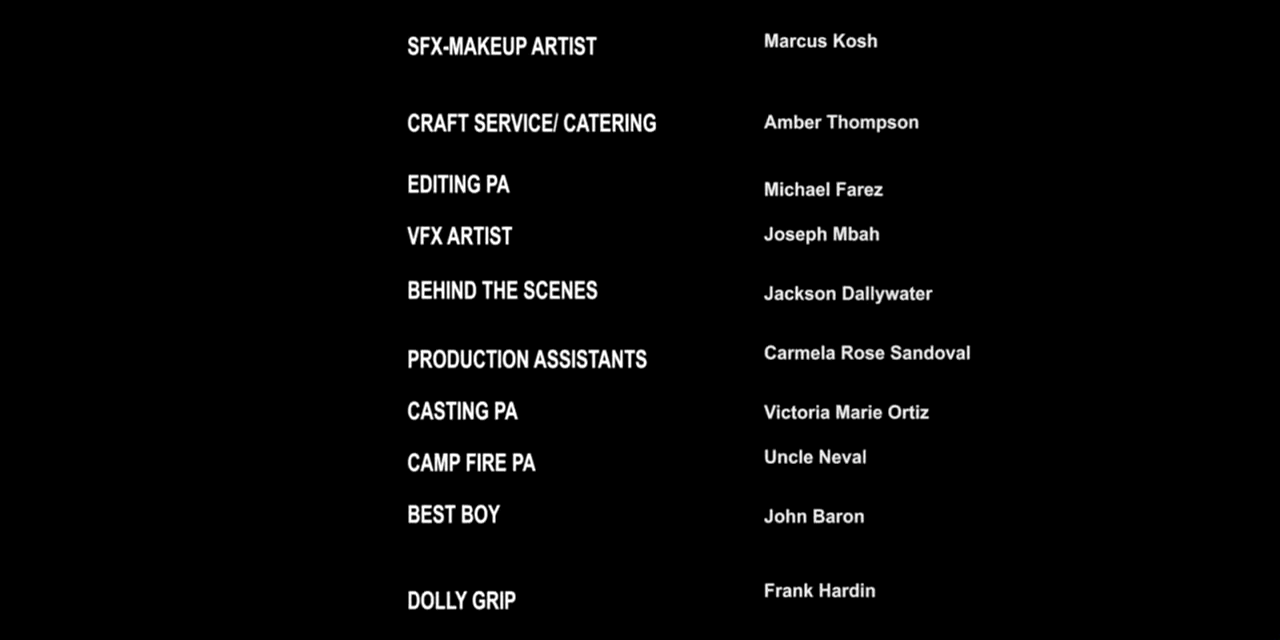 SFX-MAKEUP ARTIST Marcus Kosh
CRAFT SERVICE/ CATERING Amber Thompson
EDITING PA Michael Farez
VFX ARTIST Joseph Mbah
BEHIND THE SCENES Jackson Dallywater
PRODUCTION ASSISTANTS Carmela Rose Sandoval
CASTING PA Victoria Marie Ortiz
CAMP FIRE PA Uncle Neval
BEST BOY John Baron
DOLLY GRIP Frank Hardin